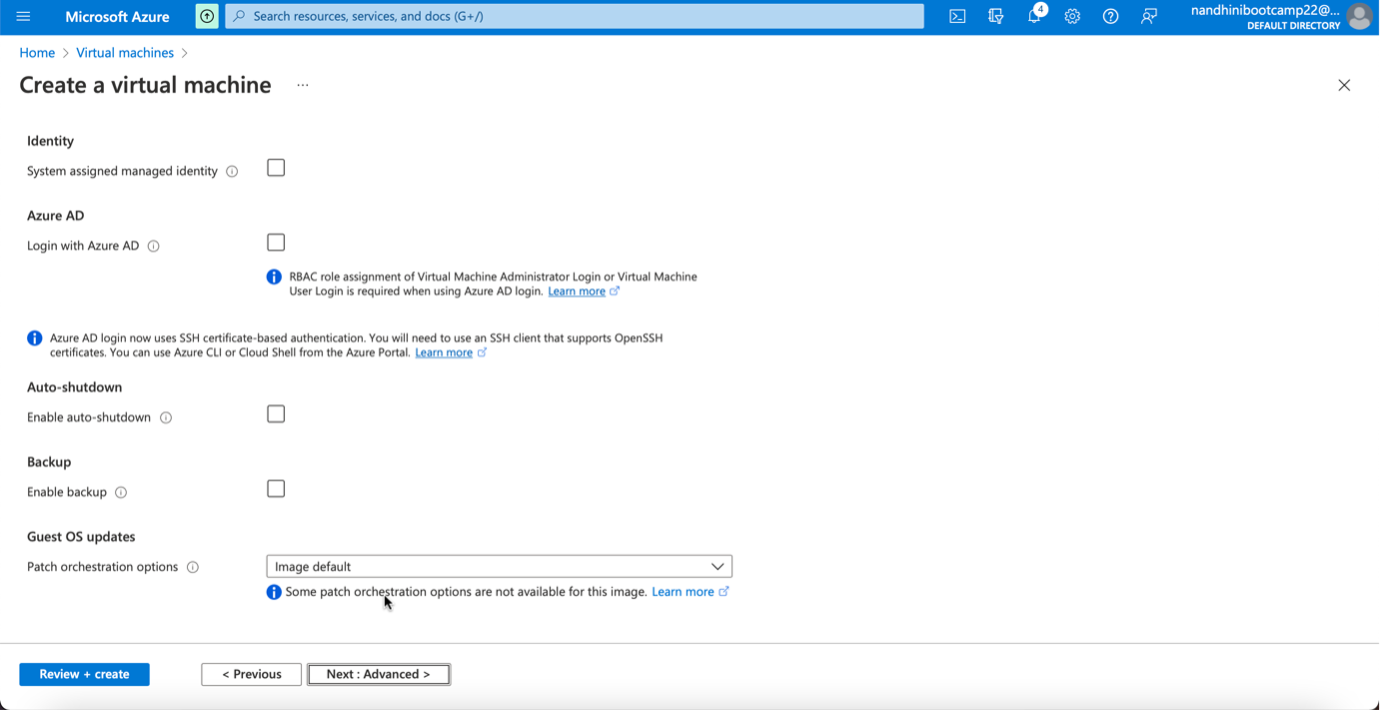 Microsoft Azure
Search resources, services, and docs (G+/)
4
nandhinibootcamp22@...
DEFAULT DIRECTORY
Home > Virtual machines >
Create a virtual machine ...
Identity
System assigned managed identity
Azure AD
Login with Azure AD
RBAC role assignment of Virtual Machine Administrator Login or Virtual Machine
User Login is required when using Azure AD login. Learn more
Azure AD login now uses SSH certificate-based authentication. You will need to use an SSH client that supports OpenSSH
certificates. You can use Azure CLI or Cloud Shell from the Azure Portal. Learn more
Auto-shutdown
Enable auto-shutdown
Backup
Enable backup
Guest OS updates
Patch orchestration options
Image default
Some patch orchestration options are not available for this image. Learn more
Review + create
< Previous
Next : Advanced >